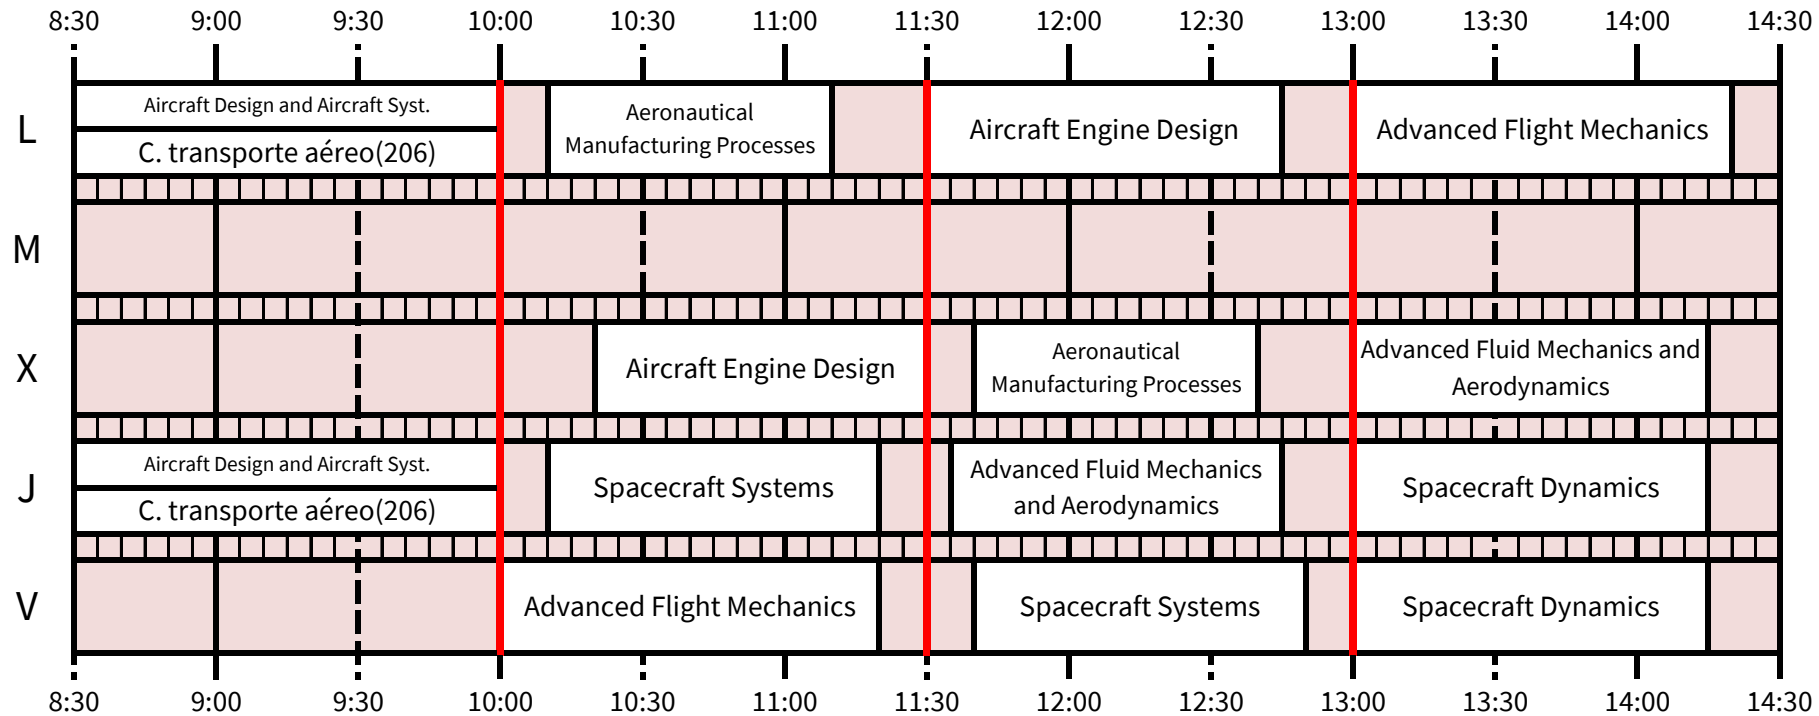 8:30 9:00 9:30 10:00 10:30 11:00 11:30 12:00 12:30 13:00 13:30 14:00 14:30
L
Aircraft Design and Aircraft Syst.
C. transporte aéreo(206)
Aeronautical
Manufacturing Processes
Aircraft Engine Design
Advanced Flight Mechanics
M
X
Aircraft Engine Design
Aeronautical
Manufacturing Processes
Advanced Fluid Mechanics and
Aerodynamics
J
Aircraft Design and Aircraft Syst.
C. transporte aéreo(206)
Spacecraft Systems
Advanced Fluid Mechanics
and Aerodynamics
Spacecraft Dynamics
V
Advanced Flight Mechanics
Spacecraft Systems
Spacecraft Dynamics
8:30 9:00 9:30 10:00 10:30 11:00 11:30 12:00 12:30 13:00 13:30 14:00 14:30